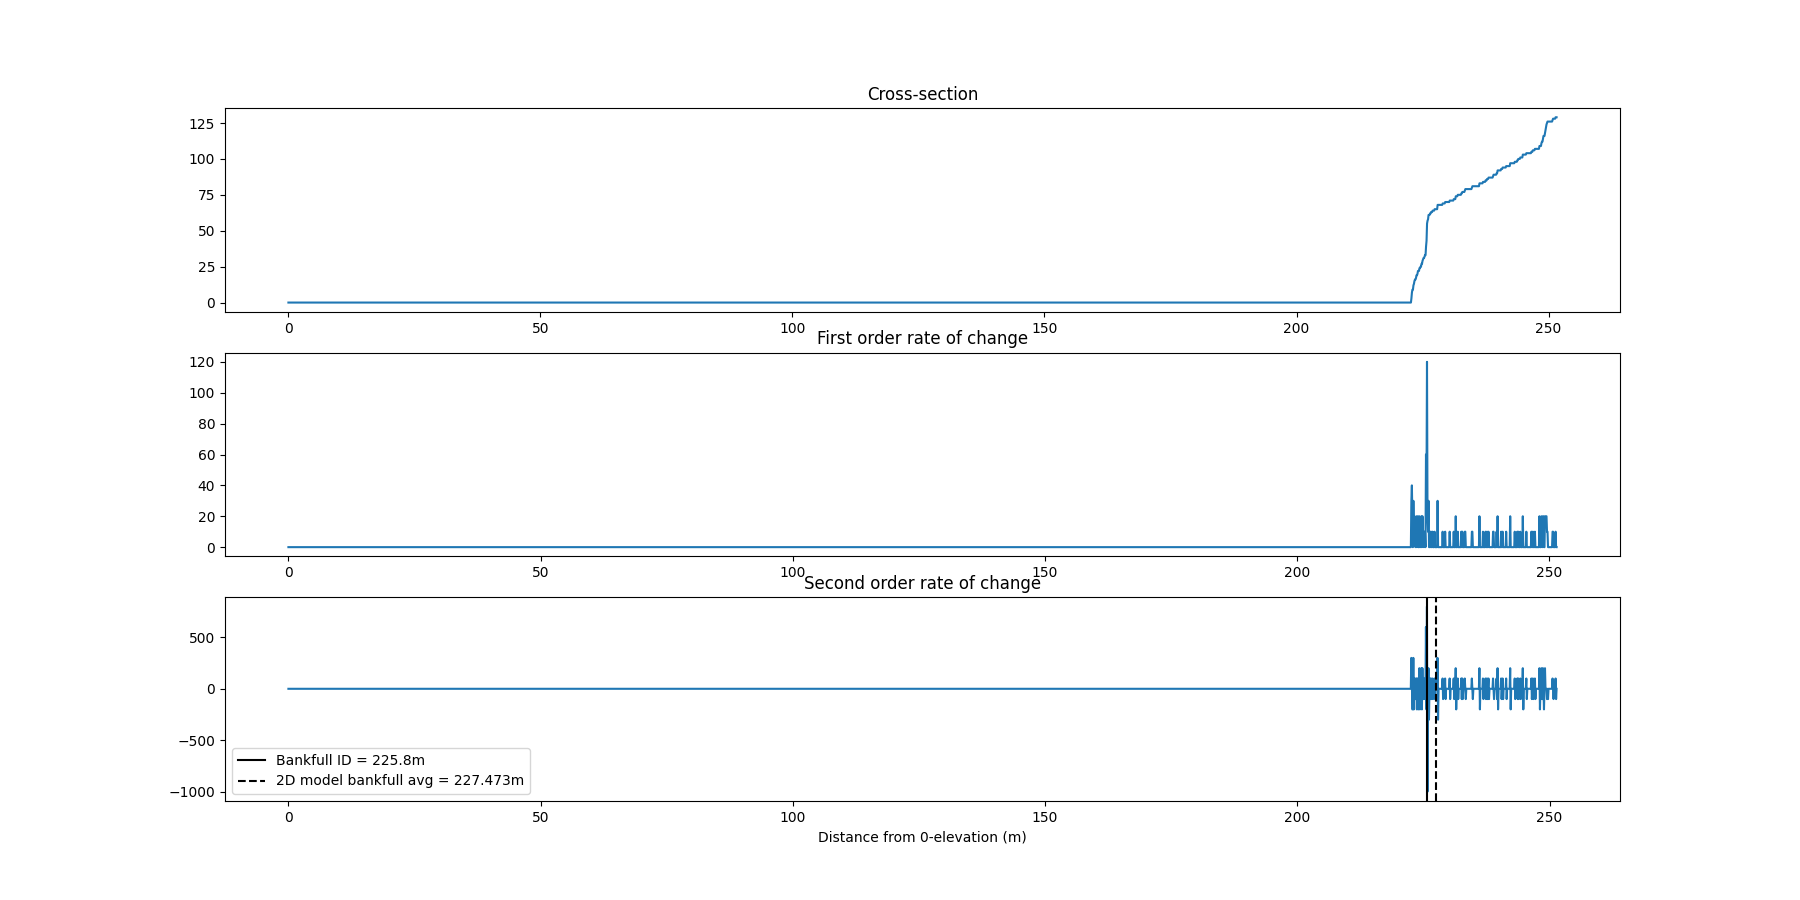 Cross-section
125
100
75
50
25
0
0 50 100 150 200 250
First order rate of change
120
100
80
60
40
20
0
0 50 100 150 200 250
Second order rate of change
500
0
−500
−1000
Bankfull ID = 225.8m
2D model bankfull avg = 227.473m
0 50 100 150 200 250
Distance from 0-elevation (m)